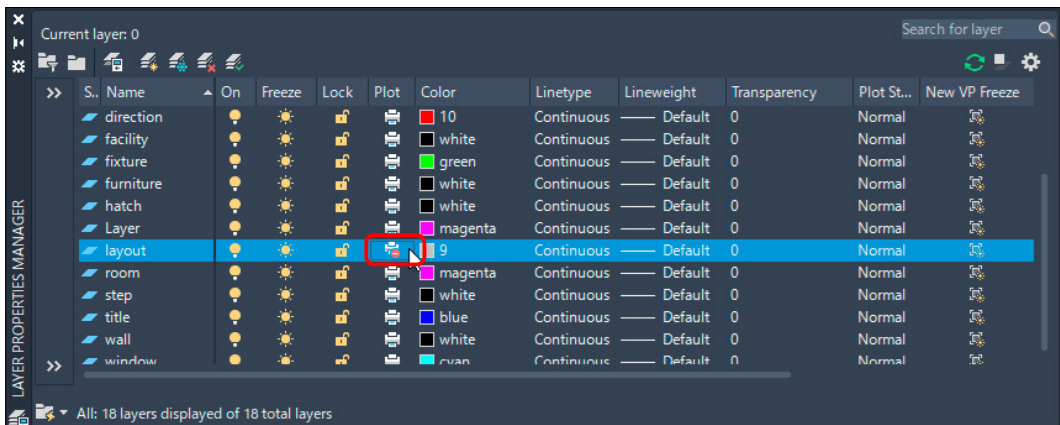 Current layer: 0
Search for layer
S.. Name On Freeze Lock Plot Color Linetype Lineweight Transparency Plot St... New VP Freeze
direction 10 Continuous Default 0 Normal
facility white Continuous Default 0 Normal
fixture green Continuous Default 0 Normal
furniture white Continuous Default 0 Normal
hatch white Continuous Default 0 Normal
Layer magenta Continuous Default 0 Normal
layout 9 Continuous Default 0 Normal
room magenta Continuous Default 0 Normal
step white Continuous Default 0 Normal
title blue Continuous Default 0 Normal
wall white Continuous Default 0 Normal
window cyan Continuous Default 0 Normal
All: 18 layers displayed of 18 total layers
LAYER PROPERTIES MANAGER